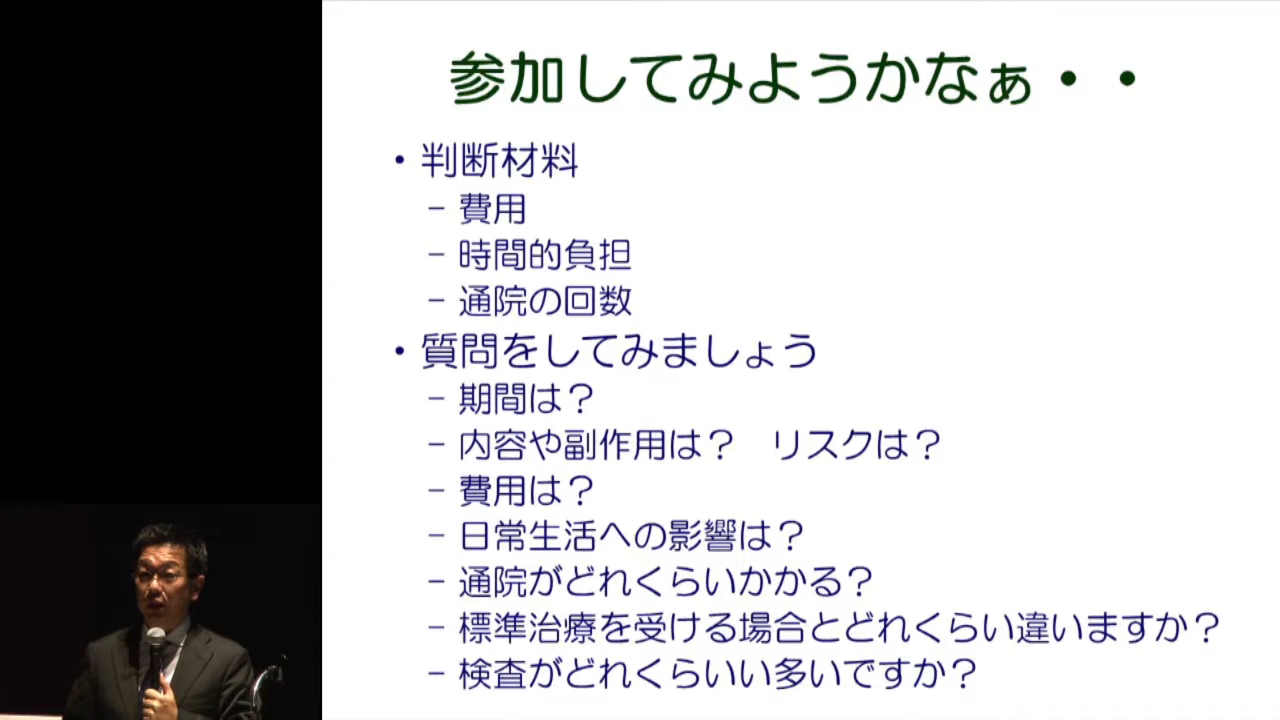 参加してみようかなぁ・・
・判断材料
– 費用
– 時間的負担
– 通院の回数
・質問をしてみましょう
– 期間は？
– 内容や副作用は？　リスクは？
– 費用は？
– 日常生活への影響は？
– 通院がどれくらいかかる？
– 標準治療を受ける場合とどれくらい違いますか？
– 検査がどれくらいい多いですか？